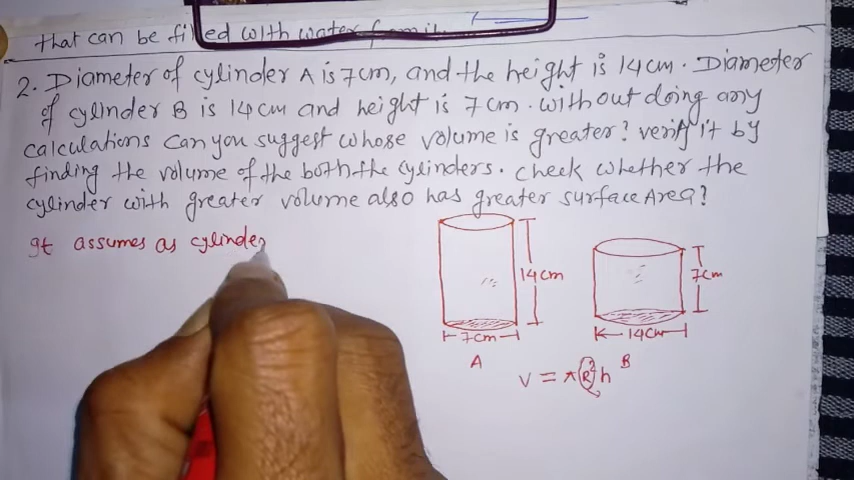 that can be filled with water from it.
2. Diameter of cylinder A is 7cm, and the height is 14cm. Diameter
of cylinder B is 14cm and height is 7cm. without doing any
calculations can you suggest whose volume is greater? verify it by
finding the volume of the both the cylinders. check whether the
cylinder with greater volume also has greater surface Area?
It assumes as cylinder
14cm
7cm
7cm
14cm
A
B
V = πR²h